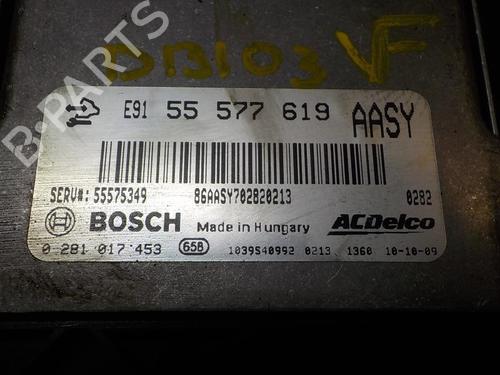 DB103 VF
B-PARTS
E91 55 577 619 AASY
SERV#: 55575349 86AASY702820213 0282
BOSCH Made in Hungary ACDelco
0 281 017 453 658 1039S40992 0213 1360 10-10-09